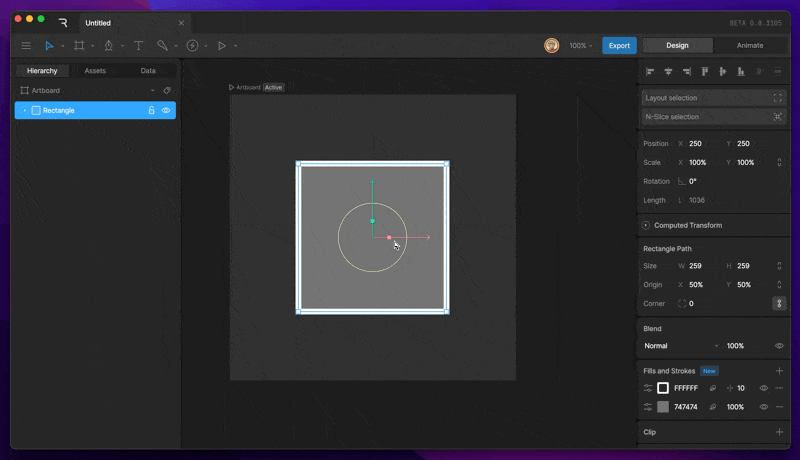 Untitled
BETA 0.8.3105
100%
Export
Design
Animate
Hierarchy
Assets
Data
Artboard
Rectangle
Artboard Active
Layout selection
N-Slice selection
Position X 250 Y 250
Scale X 100% Y 100%
Rotation 0°
Length L 1036
Computed Transform
Rectangle Path
Size W 259 H 259
Origin X 50% Y 50%
Corner 0
Blend
Normal 100%
Fills and Strokes New
FFFFFF 10
747474 100%
Clip